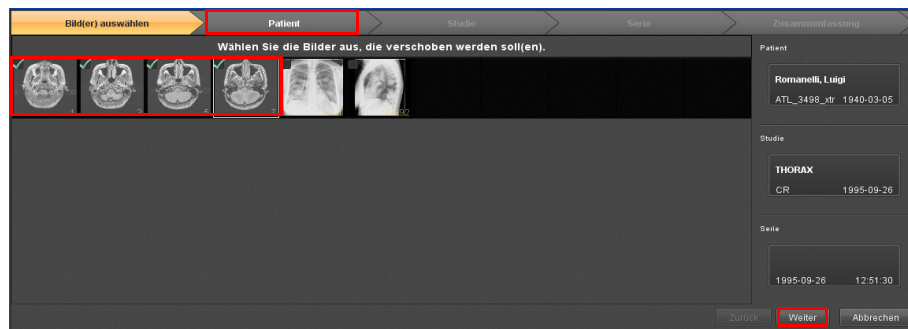 Bild(er) auswählen
Patient
Studie
Serie
Zusammenfassung
Wählen Sie die Bilder aus, die verschoben werden soll(en).
Patient
Romanelli, Luigi
ATL_3498_xtr 1940-03-05
Studie
THORAX
CR 1995-09-26
Serie
1995-09-26 12:51:30
Zurück
Weiter
Abbrechen